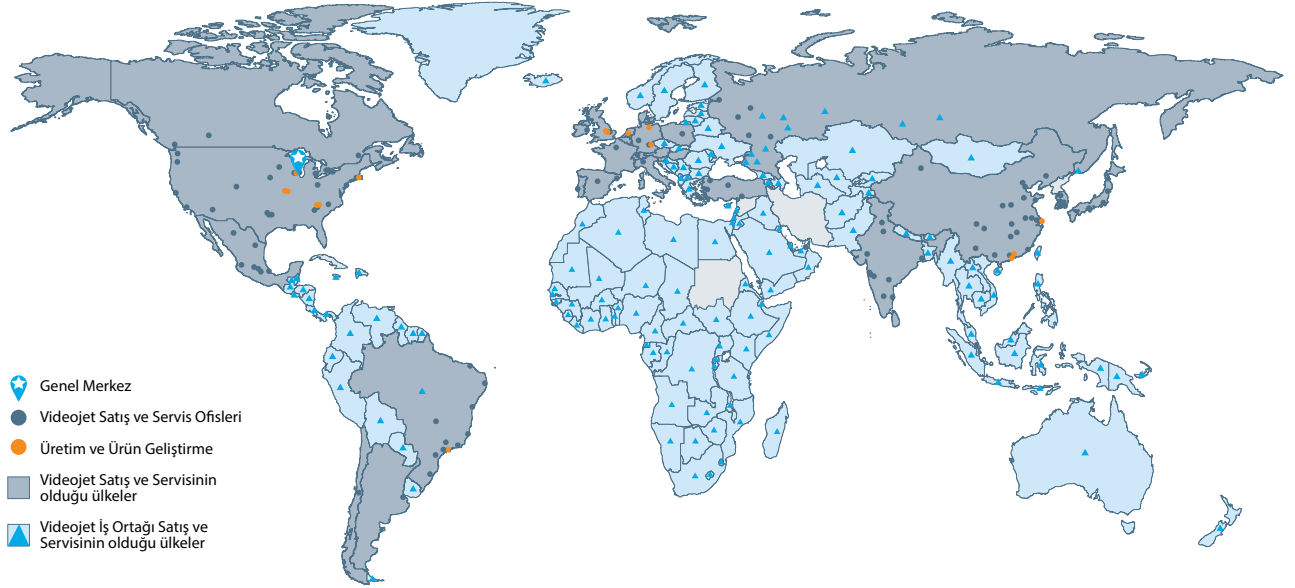 Genel Merkez
Videojet Satış ve Servis Ofisleri
Üretim ve Ürün Geliştirme
Videojet Satış ve Servisinin
olduğu ülkeler
Videojet İş Ortağı Satış ve
Servisinin olduğu ülkeler